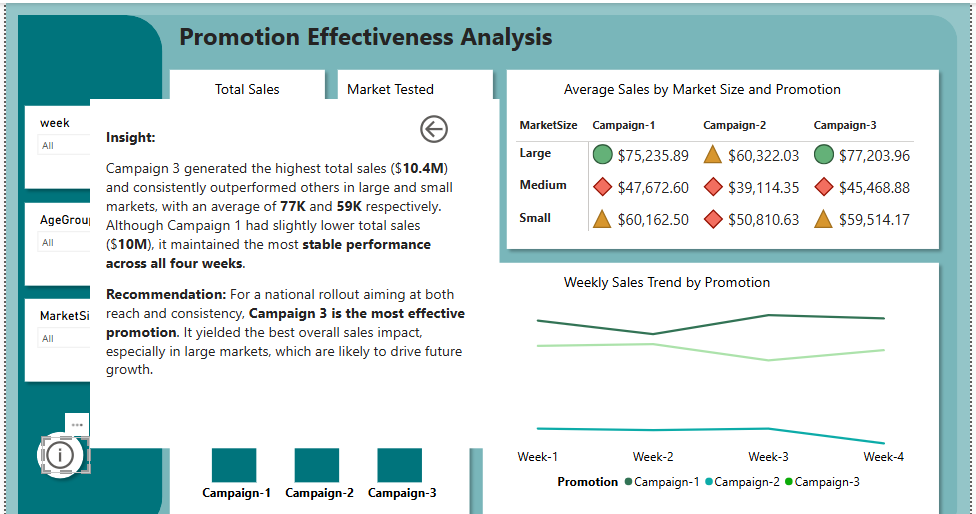 Promotion Effectiveness Analysis
Total Sales
Market Tested
week
All
AgeGroup
All
MarketSi
All
Insight:
Campaign 3 generated the highest total sales ($10.4M)
and consistently outperformed others in large and small
markets, with an average of 77K and 59K respectively.
Although Campaign 1 had slightly lower total sales
($10M), it maintained the most stable performance
across all four weeks.
Recommendation: For a national rollout aiming at both
reach and consistency, Campaign 3 is the most effective
promotion. It yielded the best overall sales impact,
especially in large markets, which are likely to drive future
growth.
Campaign-1 Campaign-2 Campaign-3
Average Sales by Market Size and Promotion
MarketSize Campaign-1 Campaign-2 Campaign-3
Large $75,235.89 $60,322.03 $77,203.96
Medium $47,672.60 $39,114.35 $45,468.88
Small $60,162.50 $50,810.63 $59,514.17
Weekly Sales Trend by Promotion
Week-1 Week-2 Week-3 Week-4
Promotion Campaign-1 Campaign-2 Campaign-3